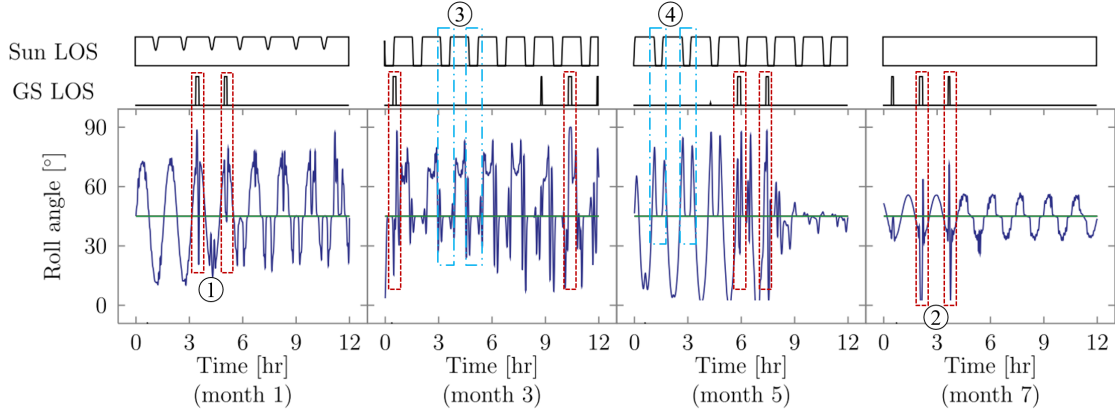 ③ ④
Sun LOS
GS LOS
90
60
30
0
Roll angle [°]
① ②
0 3 6 9 12 0 3 6 9 12 0 3 6 9 12 0 3 6 9 12
Time [hr] Time [hr] Time [hr] Time [hr]
(month 1) (month 3) (month 5) (month 7)